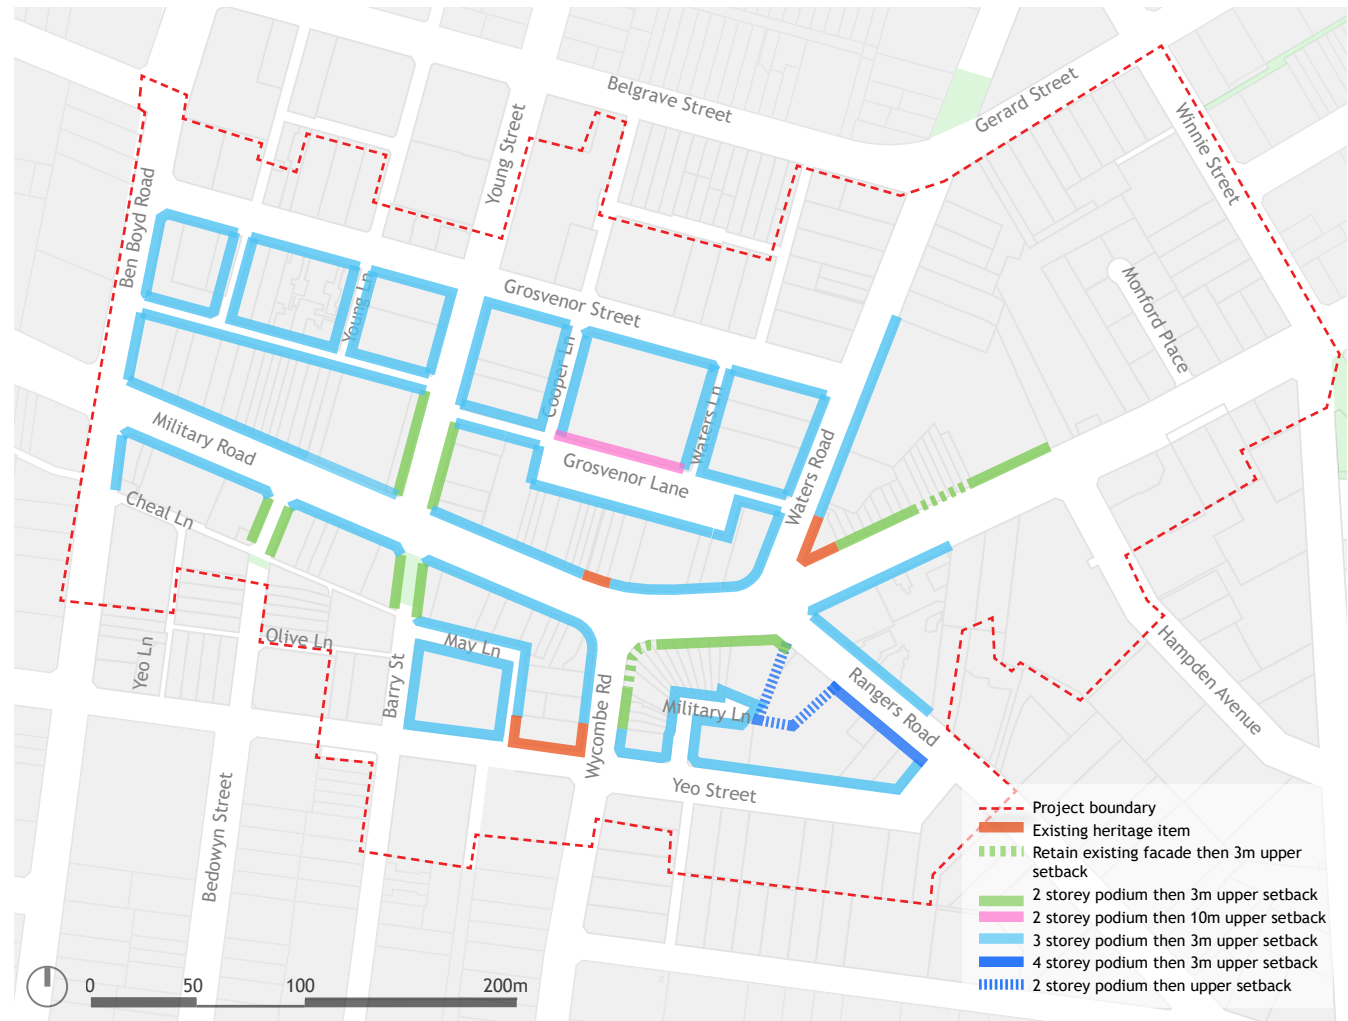 Belgrave Street
Gerard Street
Winnie Street
Young Street
Ben Boyd Road
Monford Place
Young Ln
Grosvenor Street
Cooper Ln
Waters Ln
Military Road
Grosvenor Lane
Waters Road
Cheal Ln
Olive Ln
May Ln
Yeo Ln
Barry St
Wycombe Rd
Military Ln
Rangers Road
Hampden Avenue
Bedowyn Street
Yeo Street
Project boundary
Existing heritage item
Retain existing facade then 3m upper
setback
2 storey podium then 3m upper setback
2 storey podium then 10m upper setback
3 storey podium then 3m upper setback
4 storey podium then 3m upper setback
2 storey podium then upper setback
0 50 100 200m